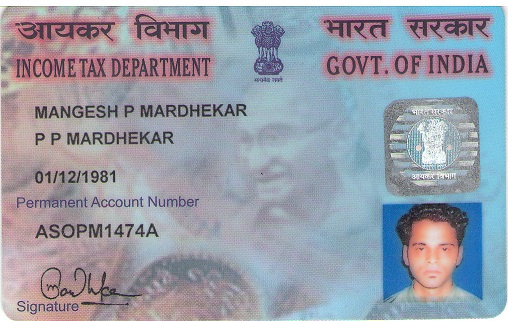 आयकर विभाग
भारत सरकार
INCOME TAX DEPARTMENT
GOVT. OF INDIA
सत्यमेव जयते
MANGESH P MARDHEKAR
P P MARDHEKAR
01/12/1981
Permanent Account Number
ASOPM1474A
भारत सरकार
आयकर विभाग
Signature